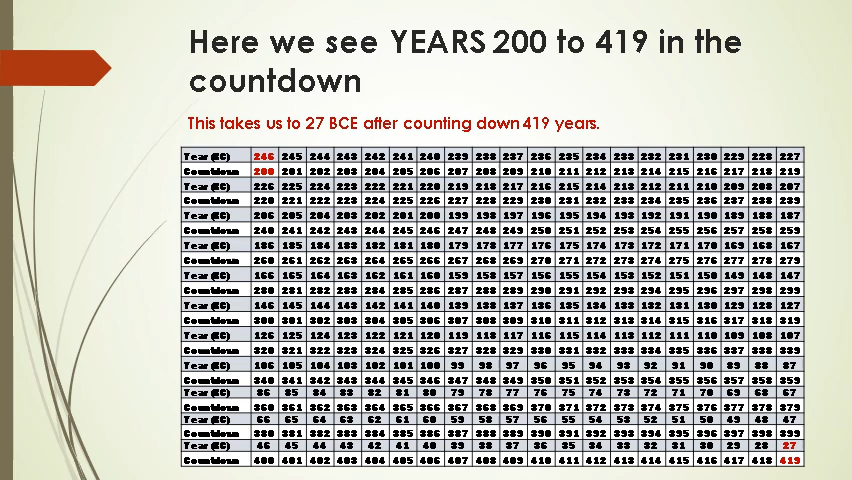 Here we see YEARS 200 to 419 in the
countdown
This takes us to 27 BCE after counting down 419 years.
Year (BC) 246 245 244 243 242 241 240 239 238 237 236 235 234 233 232 231 230 229 228 227
Countdown 200 201 202 203 204 205 206 207 208 209 210 211 212 213 214 215 216 217 218 219
Year (BC) 226 225 224 223 222 221 220 219 218 217 216 215 214 213 212 211 210 209 208 207
Countdown 220 221 222 223 224 225 226 227 228 229 230 231 232 233 234 235 236 237 238 239
Year (BC) 206 205 204 203 202 201 200 199 198 197 196 195 194 193 192 191 190 189 188 187
Countdown 240 241 242 243 244 245 246 247 248 249 250 251 252 253 254 255 256 257 258 259
Year (BC) 186 185 184 183 182 181 180 179 178 177 176 175 174 173 172 171 170 169 168 167
Countdown 260 261 262 263 264 265 266 267 268 269 270 271 272 273 274 275 276 277 278 279
Year (BC) 166 165 164 163 162 161 160 159 158 157 156 155 154 153 152 151 150 149 148 147
Countdown 280 281 282 283 284 285 286 287 288 289 290 291 292 293 294 295 296 297 298 299
Year (BC) 146 145 144 143 142 141 140 139 138 137 136 135 134 133 132 131 130 129 128 127
Countdown 300 301 302 303 304 305 306 307 308 309 310 311 312 313 314 315 316 317 318 319
Year (BC) 126 125 124 123 122 121 120 119 118 117 116 115 114 113 112 111 110 109 108 107
Countdown 320 321 322 323 324 325 326 327 328 329 330 331 332 333 334 335 336 337 338 339
Year (BC) 106 105 104 103 102 101 100 99 98 97 96 95 94 93 92 91 90 89 88 87
Countdown 340 341 342 343 344 345 346 347 348 349 350 351 352 353 354 355 356 357 358 359
Year (BC) 86 85 84 83 82 81 80 79 78 77 76 75 74 73 72 71 70 69 68 67
Countdown 360 361 362 363 364 365 366 367 368 369 370 371 372 373 374 375 376 377 378 379
Year (BC) 66 65 64 63 62 61 60 59 58 57 56 55 54 53 52 51 50 49 48 47
Countdown 380 381 382 383 384 385 386 387 388 389 390 391 392 393 394 395 396 397 398 399
Year (BC) 46 45 44 43 42 41 40 39 38 37 36 35 34 33 32 31 30 29 28 27
Countdown 400 401 402 403 404 405 406 407 408 409 410 411 412 413 414 415 416 417 418 419